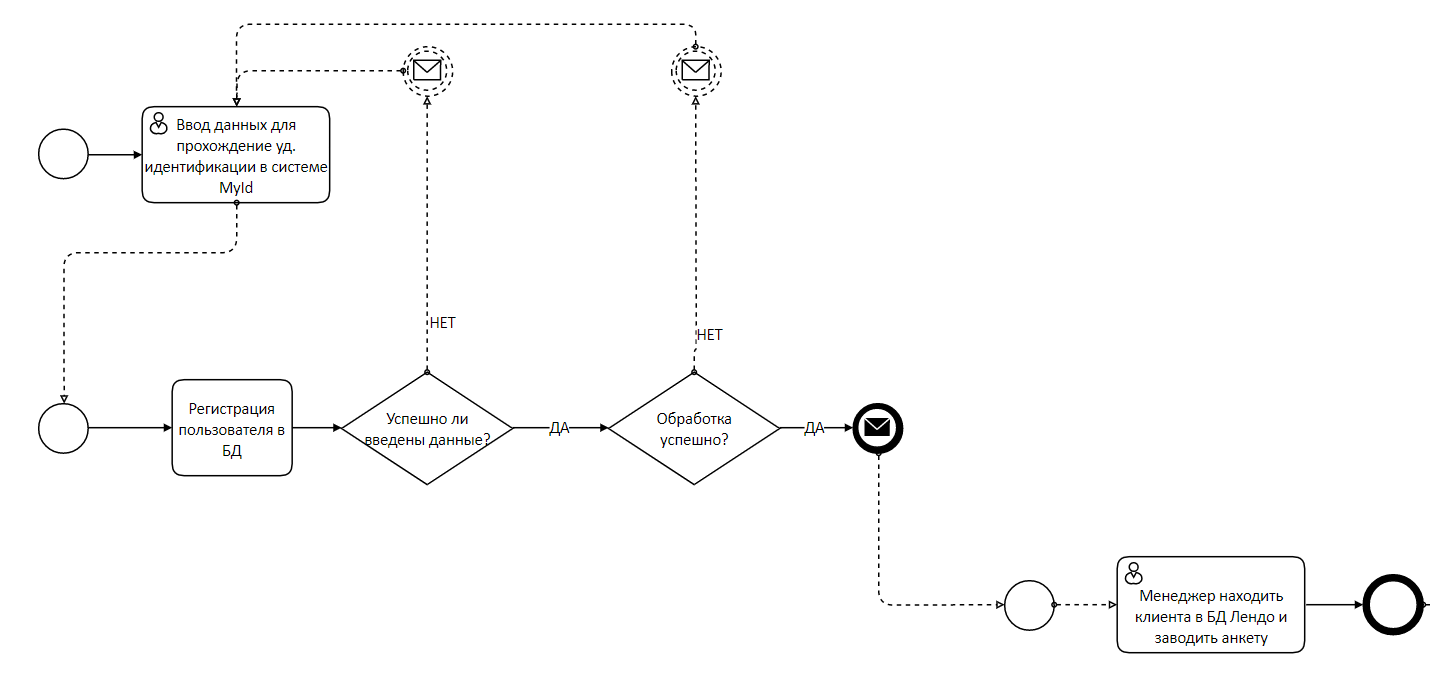 Ввод данных для
прохождение уд.
идентификации в системе
MyId
НЕТ
НЕТ
Регистрация
пользователя в
БД
Успешно ли
введены данные?
ДА
Обработка
успешно?
ДА
Менеджер находить
клиента в БД Лендо и
заводить анкету